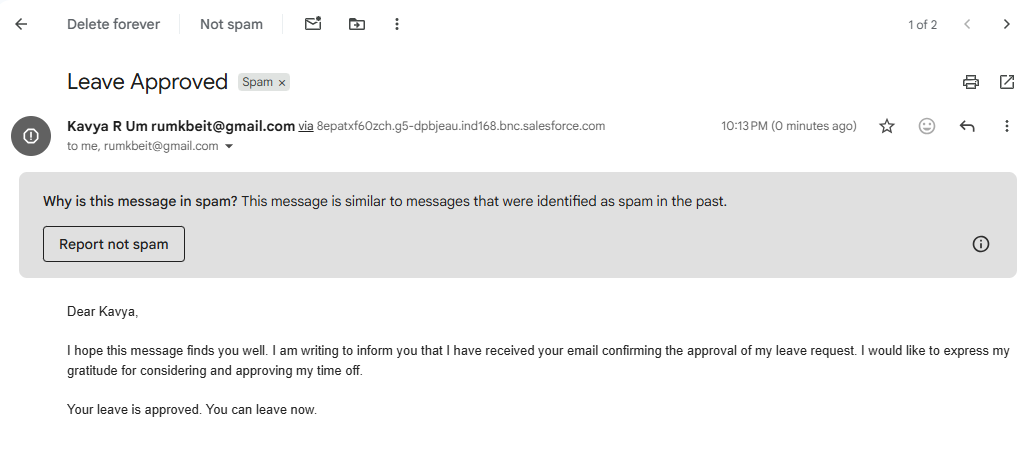 Delete forever
Not spam
1 of 2
Leave Approved Spam ×
Kavya R Um rumkbeit@gmail.com via 8epatxf60zch.g5-dpbjeau.ind168.bnc.salesforce.com 10:13 PM (0 minutes ago)
to me, rumkbeit@gmail.com
Why is this message in spam? This message is similar to messages that were identified as spam in the past.
Report not spam
Dear Kavya,
I hope this message finds you well. I am writing to inform you that I have received your email confirming the approval of my leave request. I would like to express my
gratitude for considering and approving my time off.
Your leave is approved. You can leave now.